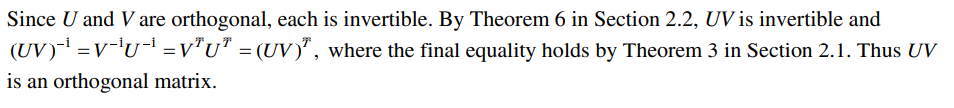 Since U and V are orthogonal, each is invertible. By Theorem 6 in Section 2.2, UV is invertible and
(UV)⁻¹ = V⁻¹U⁻¹ = VᵀUᵀ = (UV)ᵀ, where the final equality holds by Theorem 3 in Section 2.1. Thus UV
is an orthogonal matrix.